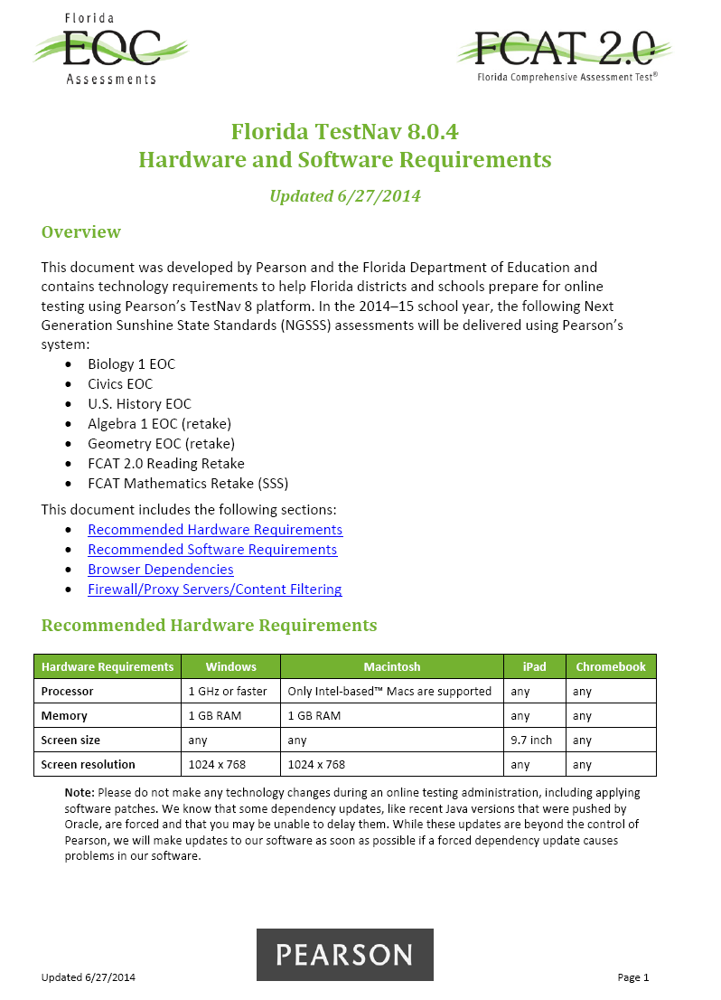 Florida
EOC
Assessments
FCAT 2.0
Florida Comprehensive Assessment Test®
Florida TestNav 8.0.4
Hardware and Software Requirements
Updated 6/27/2014
Overview
This document was developed by Pearson and the Florida Department of Education and
contains technology requirements to help Florida districts and schools prepare for online
testing using Pearson’s TestNav 8 platform. In the 2014–15 school year, the following Next
Generation Sunshine State Standards (NGSSS) assessments will be delivered using Pearson’s
system:
• Biology 1 EOC
• Civics EOC
• U.S. History EOC
• Algebra 1 EOC (retake)
• Geometry EOC (retake)
• FCAT 2.0 Reading Retake
• FCAT Mathematics Retake (SSS)
This document includes the following sections:
• Recommended Hardware Requirements
• Recommended Software Requirements
• Browser Dependencies
• Firewall/Proxy Servers/Content Filtering
Recommended Hardware Requirements
Hardware Requirements Windows Macintosh iPad Chromebook
Processor 1 GHz or faster Only Intel-based™ Macs are supported any any
Memory 1 GB RAM 1 GB RAM any any
Screen size any any 9.7 inch any
Screen resolution 1024 x 768 1024 x 768 any any
Note: Please do not make any technology changes during an online testing administration, including applying
software patches. We know that some dependency updates, like recent Java versions that were pushed by
Oracle, are forced and that you may be unable to delay them. While these updates are beyond the control of
Pearson, we will make updates to our software as soon as possible if a forced dependency update causes
problems in our software.
PEARSON
Updated 6/27/2014 Page 1